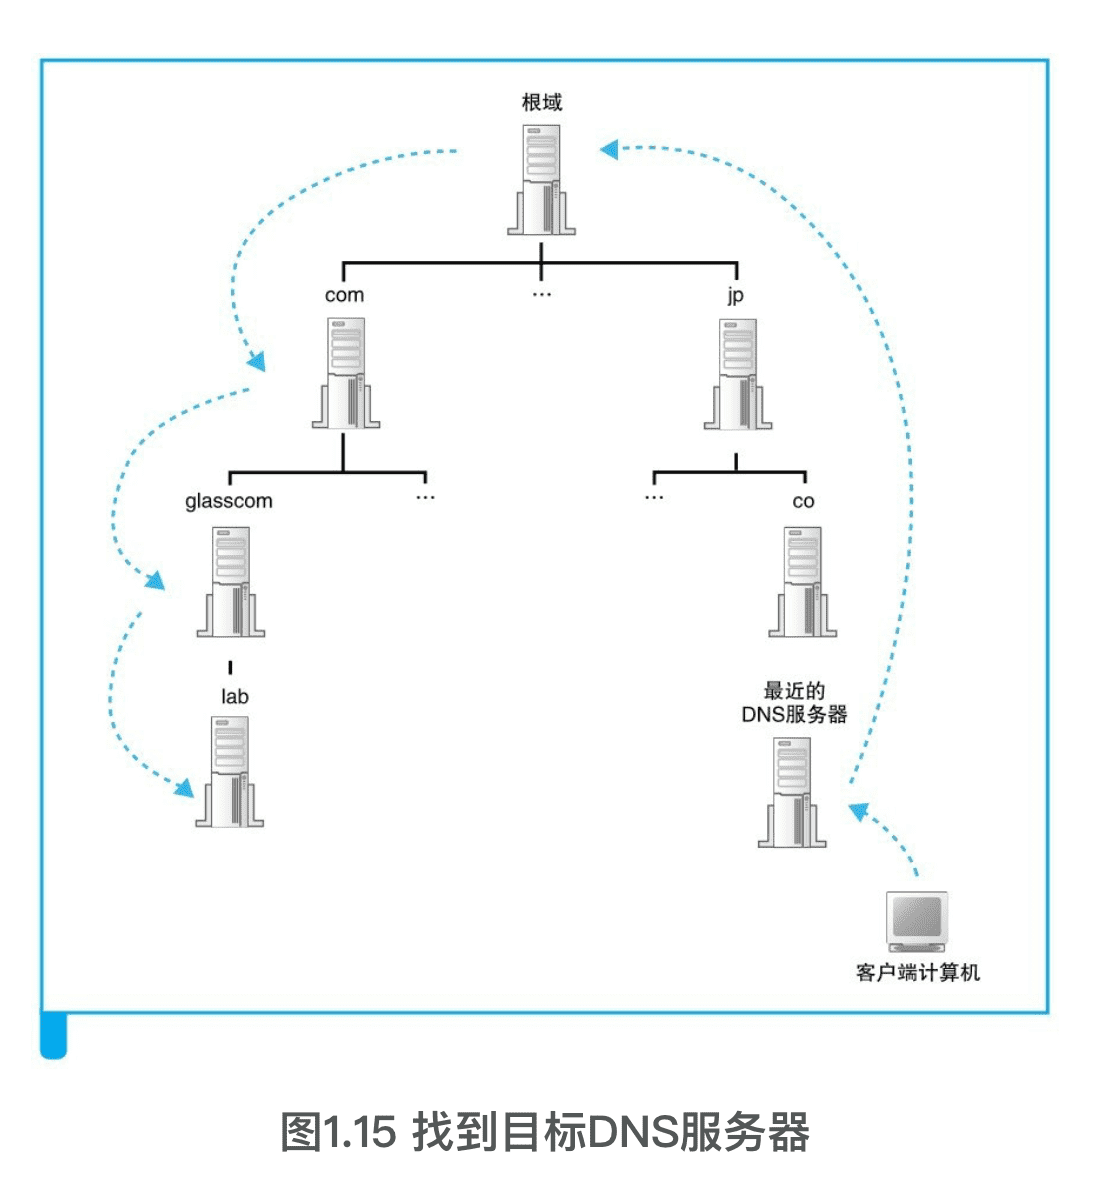 根域
com
...
jp
glasscom
...
...
co
lab
最近的
DNS服务器
客户端计算机
图1.15 找到目标DNS服务器